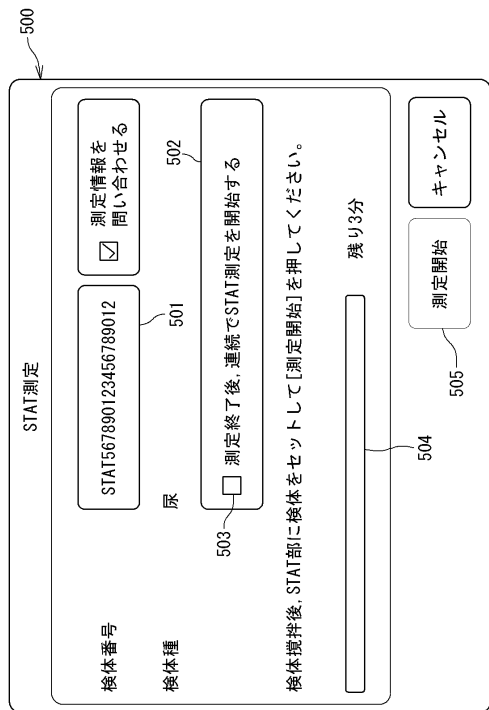 500
STAT測定
検体番号
STAT567890123456789012
501
測定情報を
問い合わせる
検体種
尿
502
503
測定終了後,連続でSTAT測定を開始する
検体撹拌後,STAT部に検体をセットして[測定開始]を押してください。
残り3分
504
測定開始
505
キャンセル